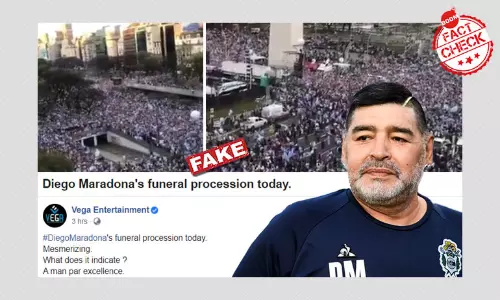 BOOM
FACT
CHECK
FAKE
Diego Maradona's funeral procession today.
VEGA
Vega Entertainment
3 hrs ·
#DiegoMaradona's funeral procession today.
Mesmerizing.
What does it indicate ?
A man par excellence.
DM